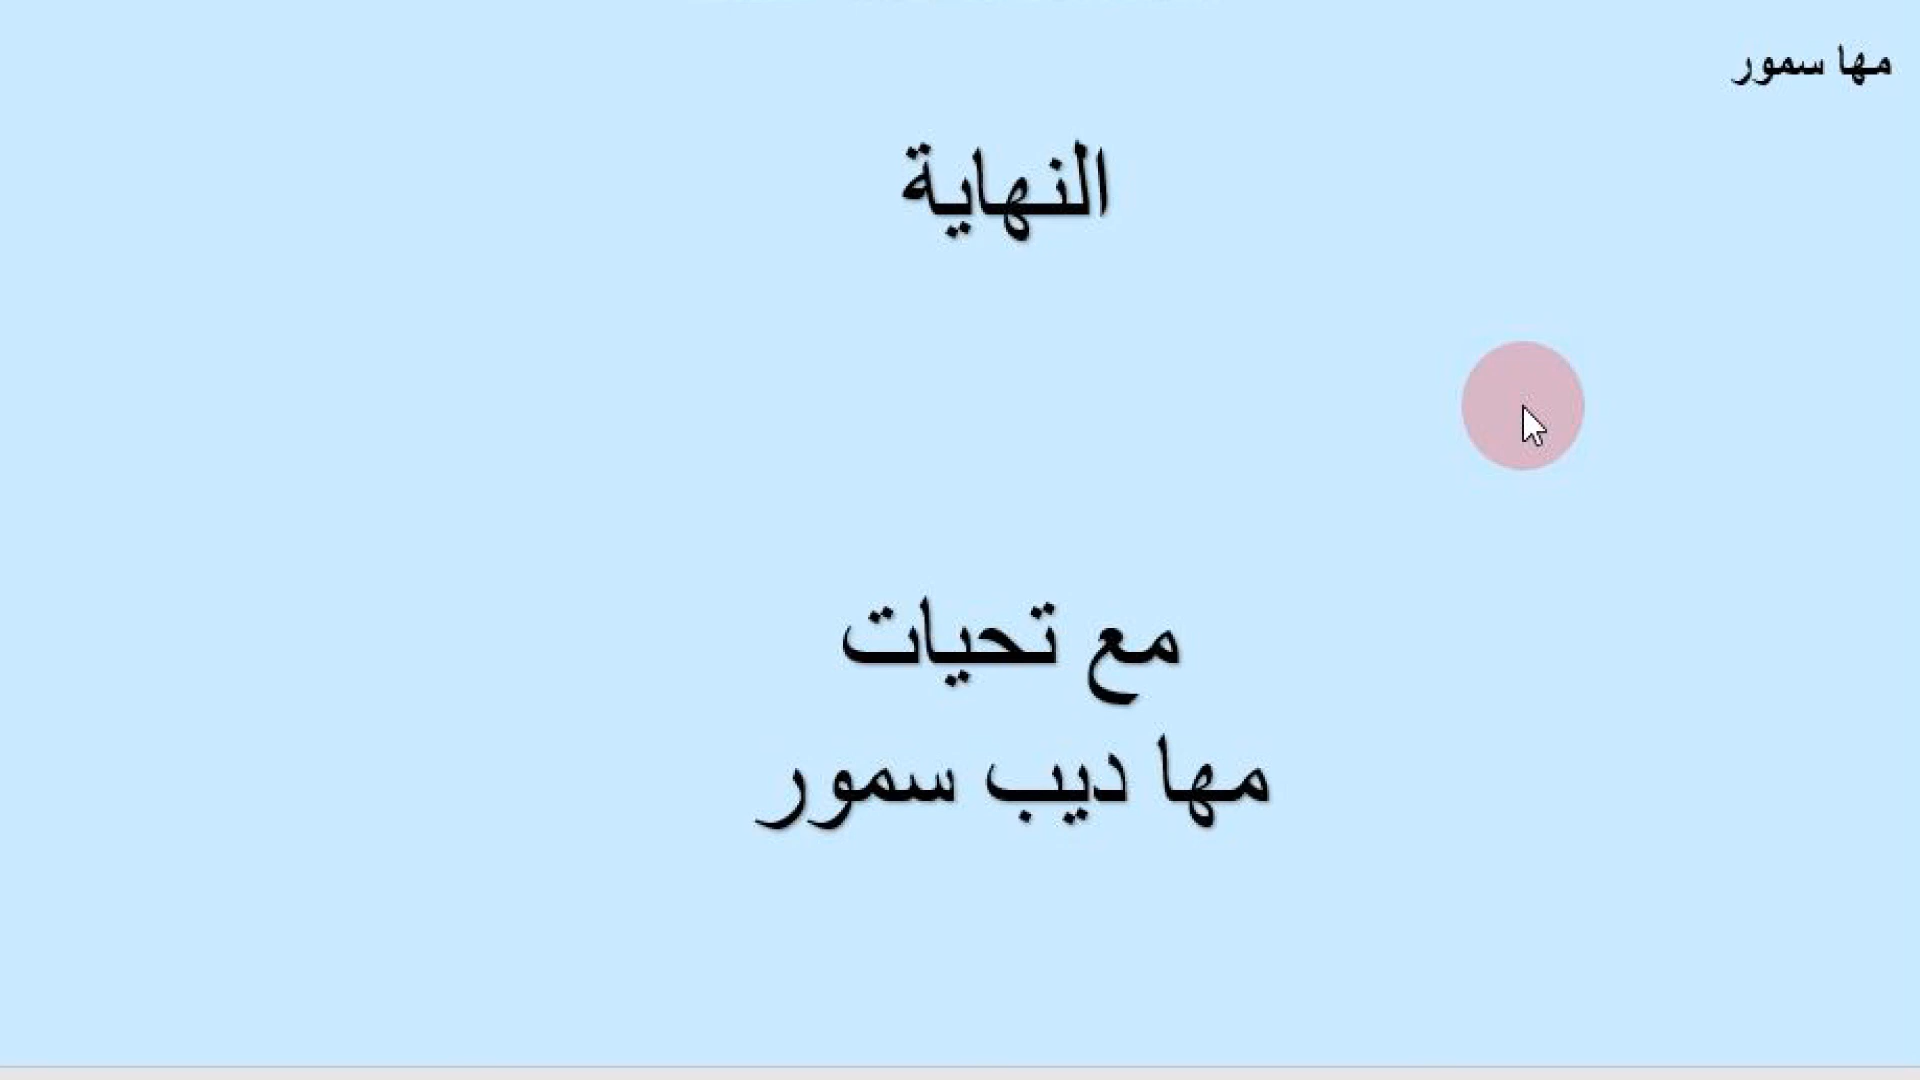 مها سمور
النهاية
مع تحيات
مها ديب سمور